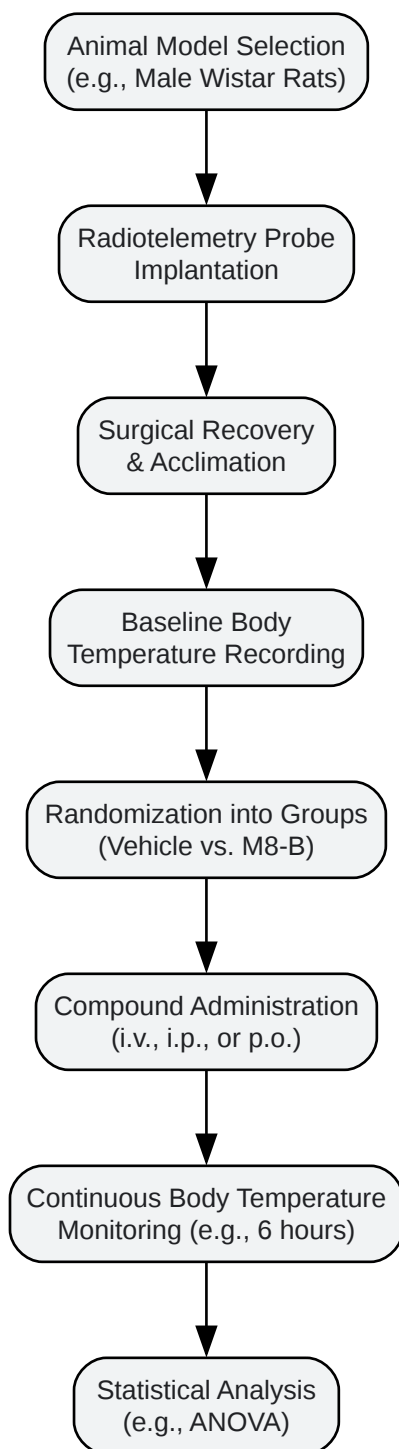 Animal Model Selection
(e.g., Male Wistar Rats)
Radiotelemetry Probe
Implantation
Surgical Recovery
& Acclimation
Baseline Body
Temperature Recording
Randomization into Groups
(Vehicle vs. M8-B)
Compound Administration
(i.v., i.p., or p.o.)
Continuous Body Temperature
Monitoring (e.g., 6 hours)
Statistical Analysis
(e.g., ANOVA)